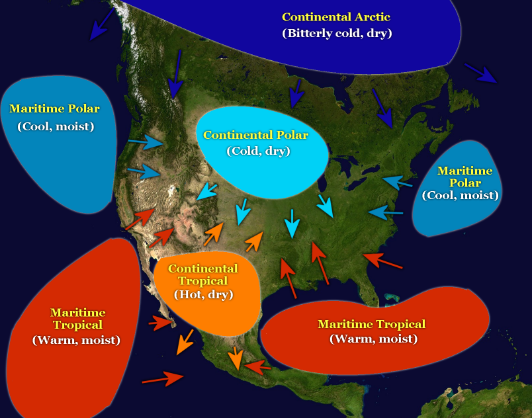 Continental Arctic
(Bitterly cold, dry)
Maritime Polar
(Cool, moist)
Continental Polar
(Cold, dry)
Maritime
Polar
(Cool, moist)
Continental
Tropical
(Hot, dry)
Maritime
Tropical
(Warm, moist)
Maritime Tropical
(Warm, moist)